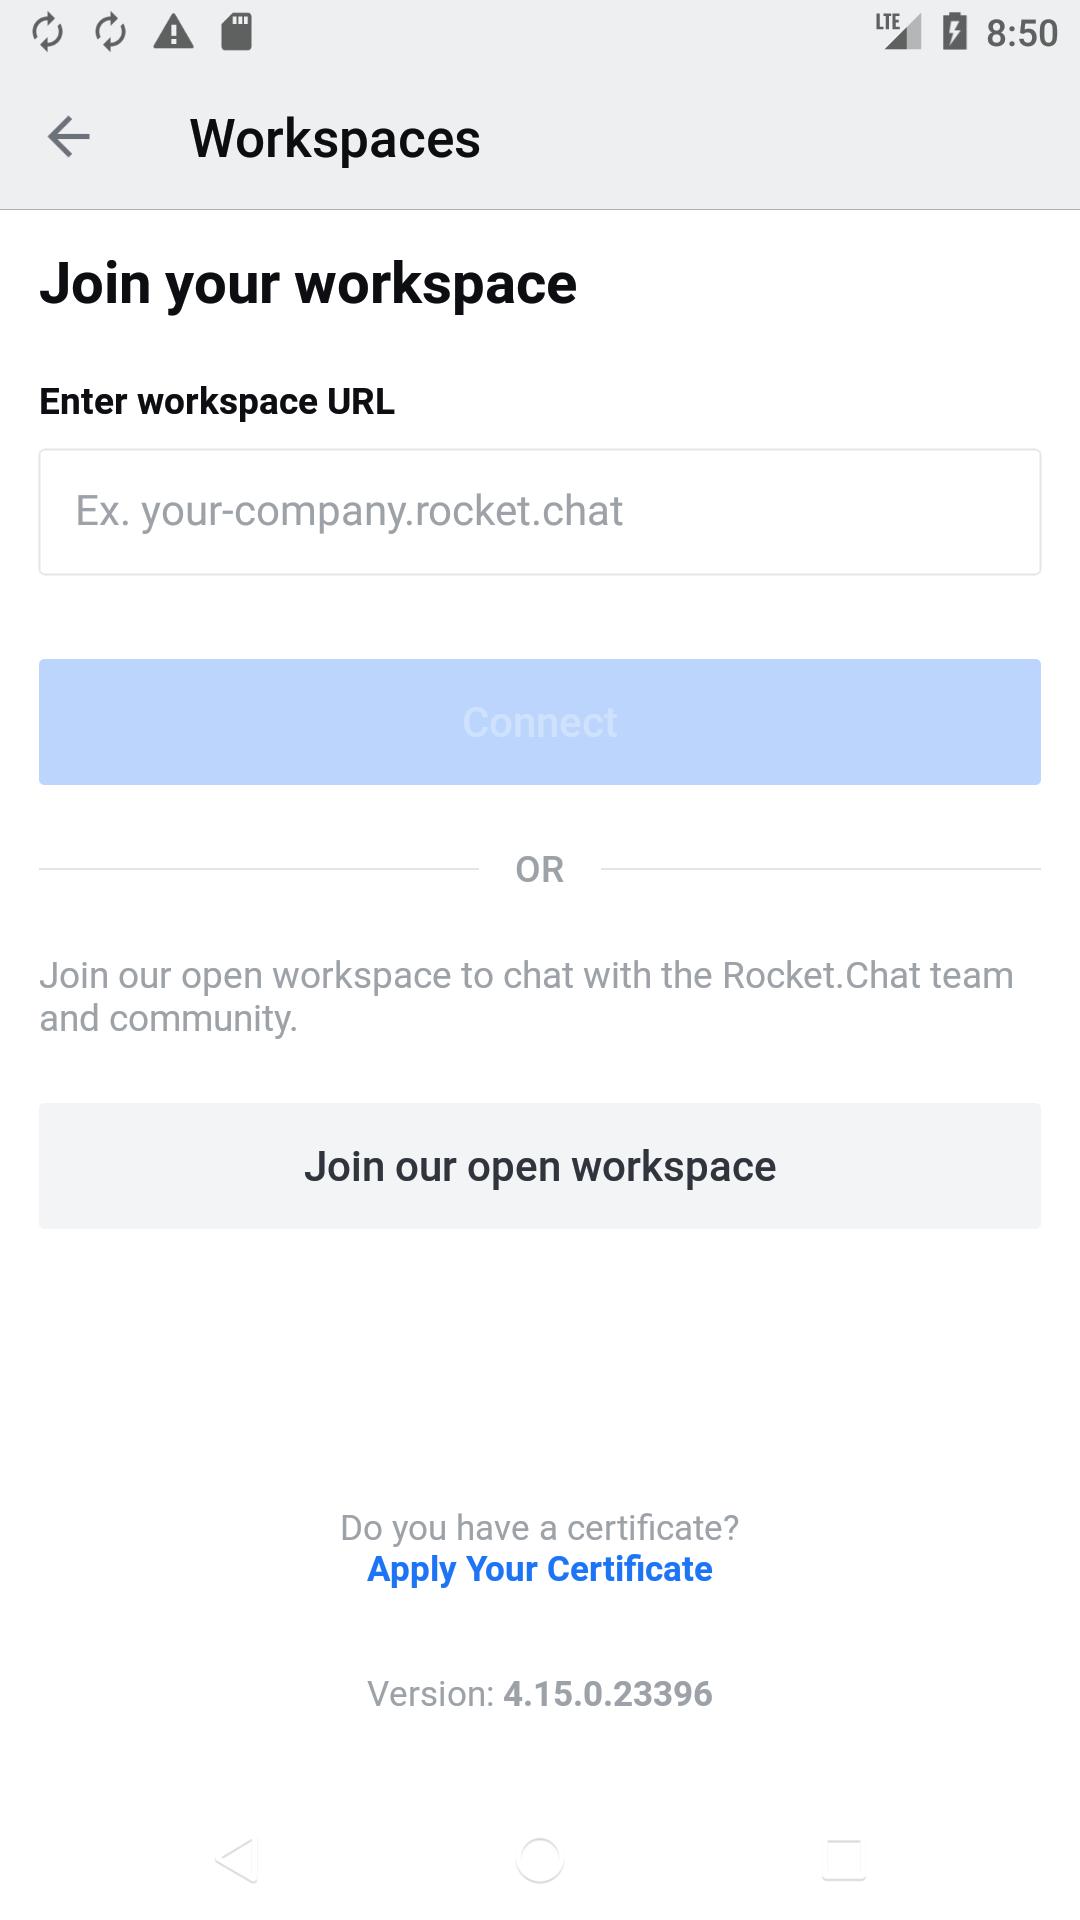 LTE 8:50
Workspaces
Join your workspace
Enter workspace URL
Ex. your-company.rocket.chat
Connect
OR
Join our open workspace to chat with the Rocket.Chat team
and community.
Join our open workspace
Do you have a certificate?
Apply Your Certificate
Version: 4.15.0.23396